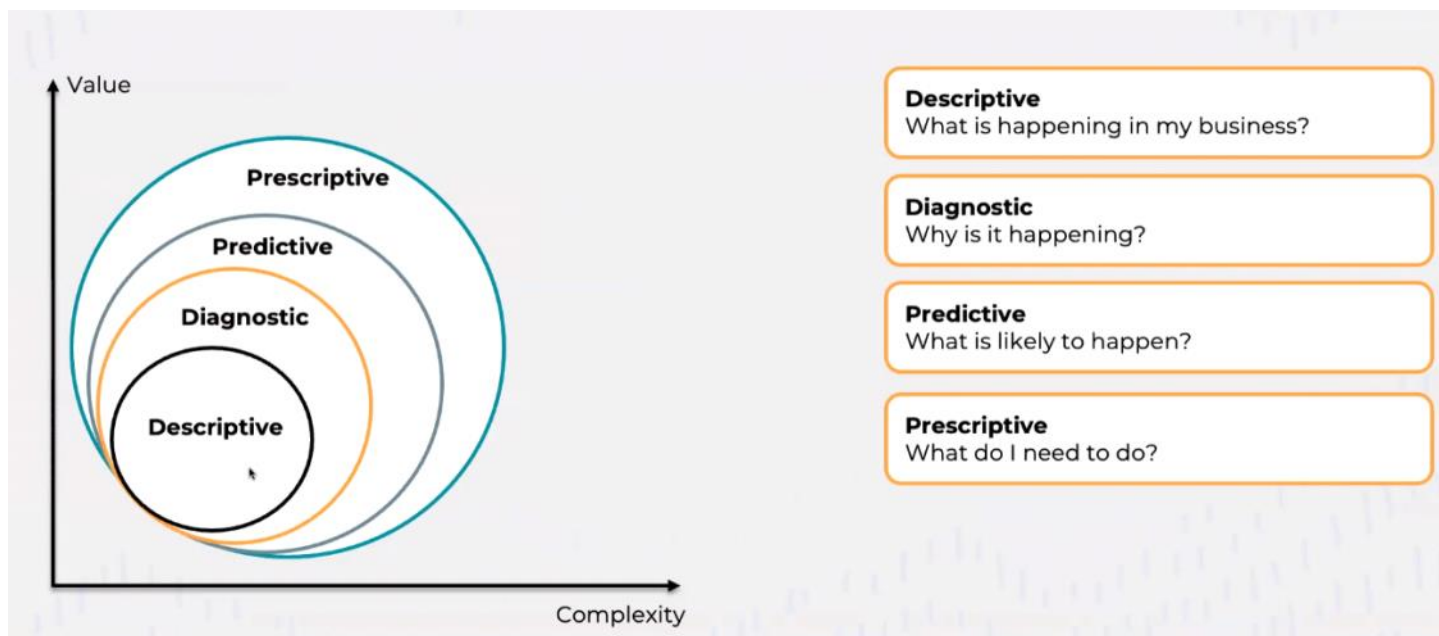 Value
Prescriptive
Predictive
Diagnostic
Descriptive
Complexity
Descriptive
What is happening in my business?
Diagnostic
Why is it happening?
Predictive
What is likely to happen?
Prescriptive
What do I need to do?